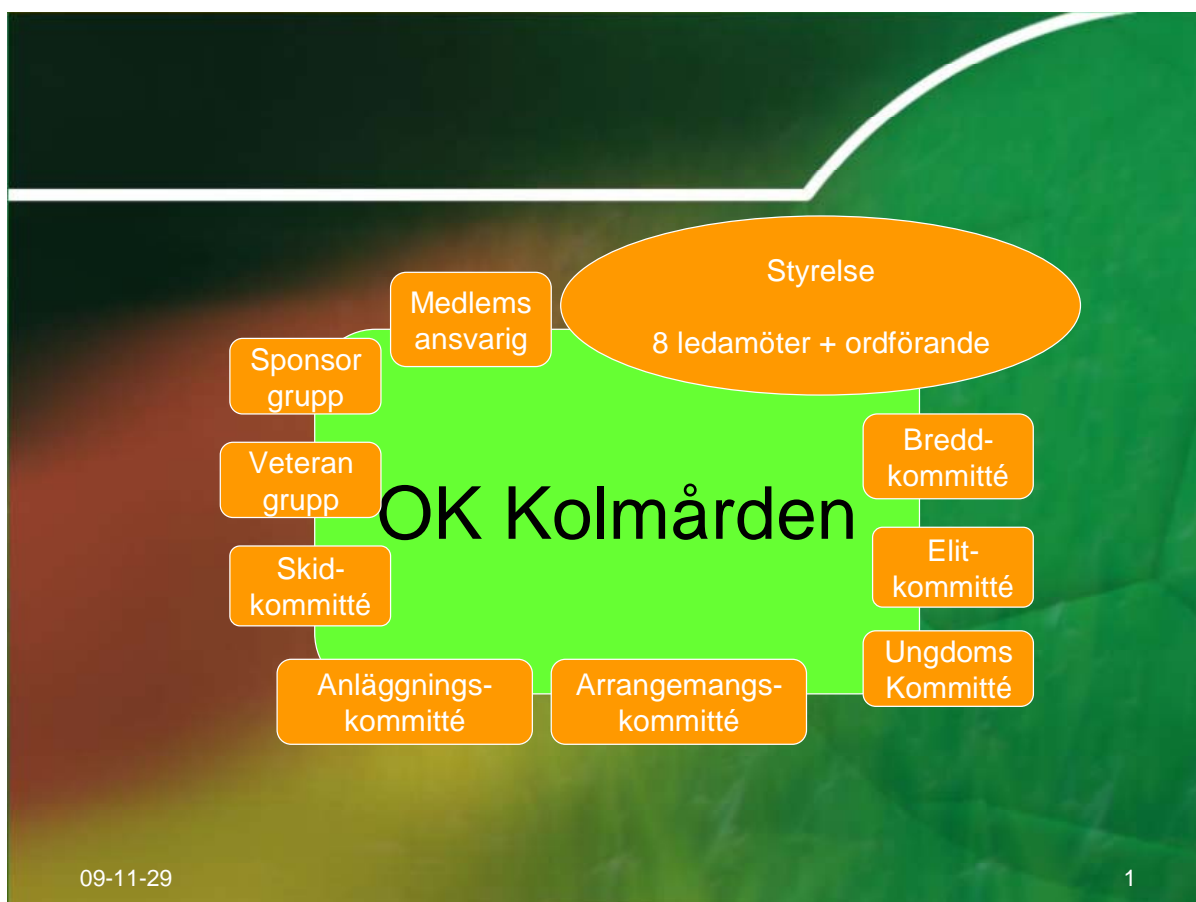 Styrelse
8 ledamöter + ordförande
Medlems
ansvarig
Sponsor
grupp
Veteran
grupp
Skid-
kommitté
OK Kolmården
Bredd-
kommitté
Elit-
kommitté
Ungdoms
Kommitté
Anläggnings-
kommitté
Arrangemangs-
kommitté
09-11-29
1